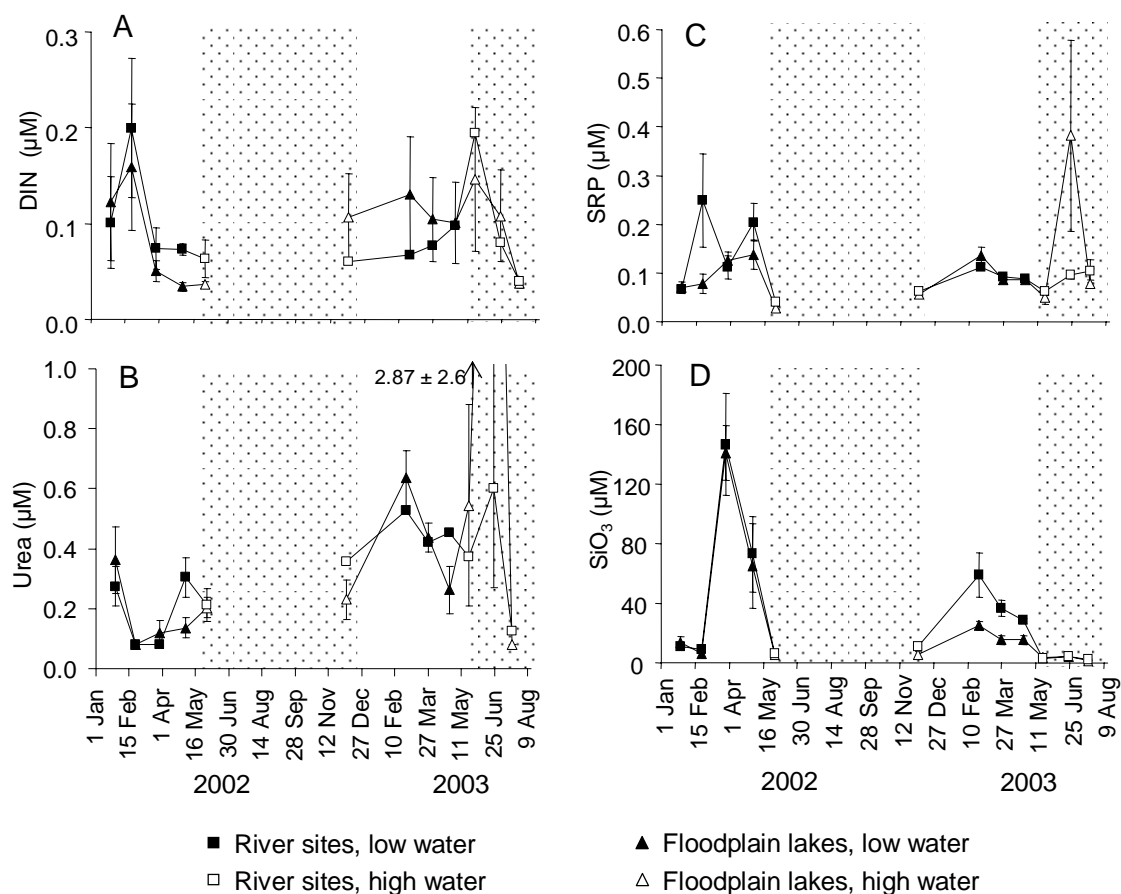 A
0.3
0.2
0.1
0.0
DIN (µM)
C
0.6
0.5
0.4
0.3
0.2
0.1
0.0
SRP (µM)
B
1.0
0.8
0.6
0.4
0.2
0.0
Urea (µM)
2.87 ± 2.6
1 Jan
15 Feb
1 Apr
16 May
30 Jun
14 Aug
28 Sep
12 Nov
27 Dec
10 Feb
27 Mar
11 May
25 Jun
9 Aug
2002
2003
D
200
160
120
80
40
0
SiO₃ (µM)
1 Jan
15 Feb
1 Apr
16 May
30 Jun
14 Aug
28 Sep
12 Nov
27 Dec
10 Feb
27 Mar
11 May
25 Jun
9 Aug
2002
2003
River sites, low water
River sites, high water
Floodplain lakes, low water
Floodplain lakes, high water